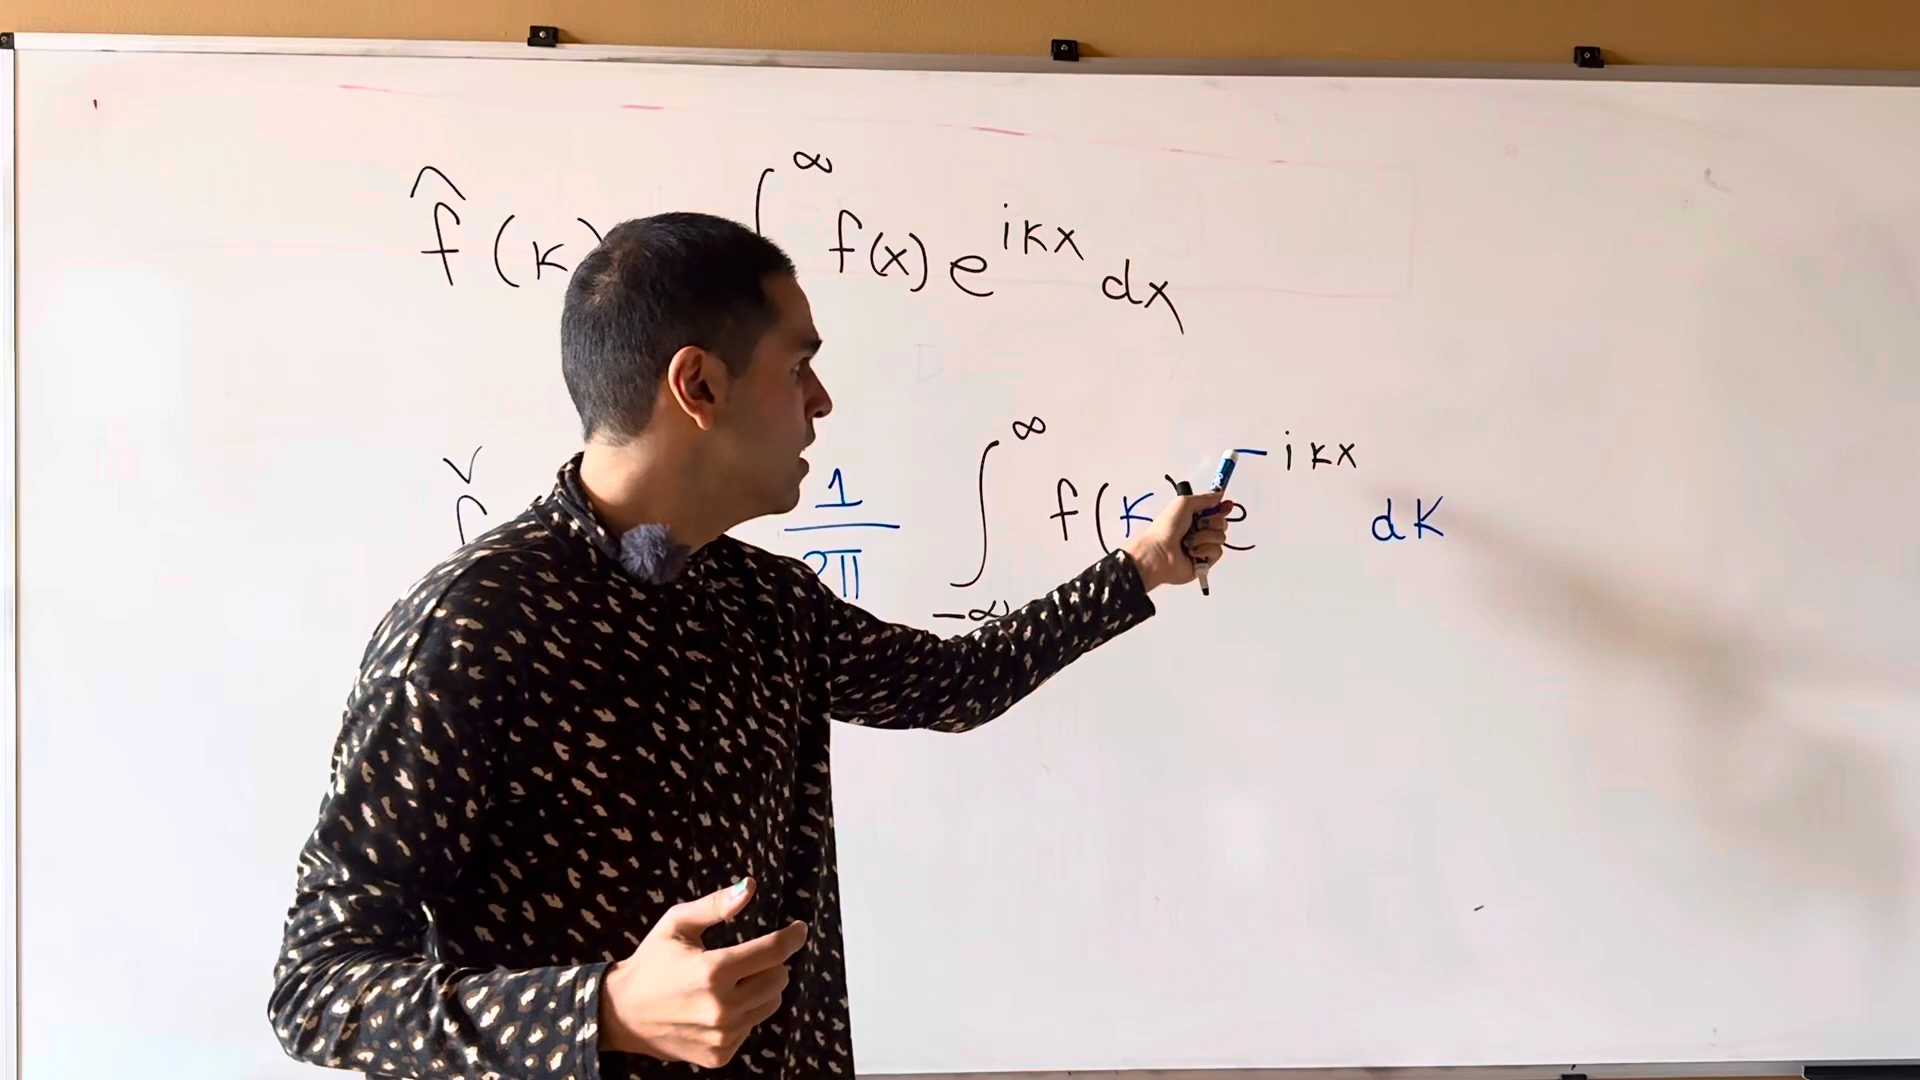 f̂(k) ∫^∞ f(x) e^{ikx} dx
1/2π ∫_{-∞}^{∞} f(k) e^{-ikx} dk